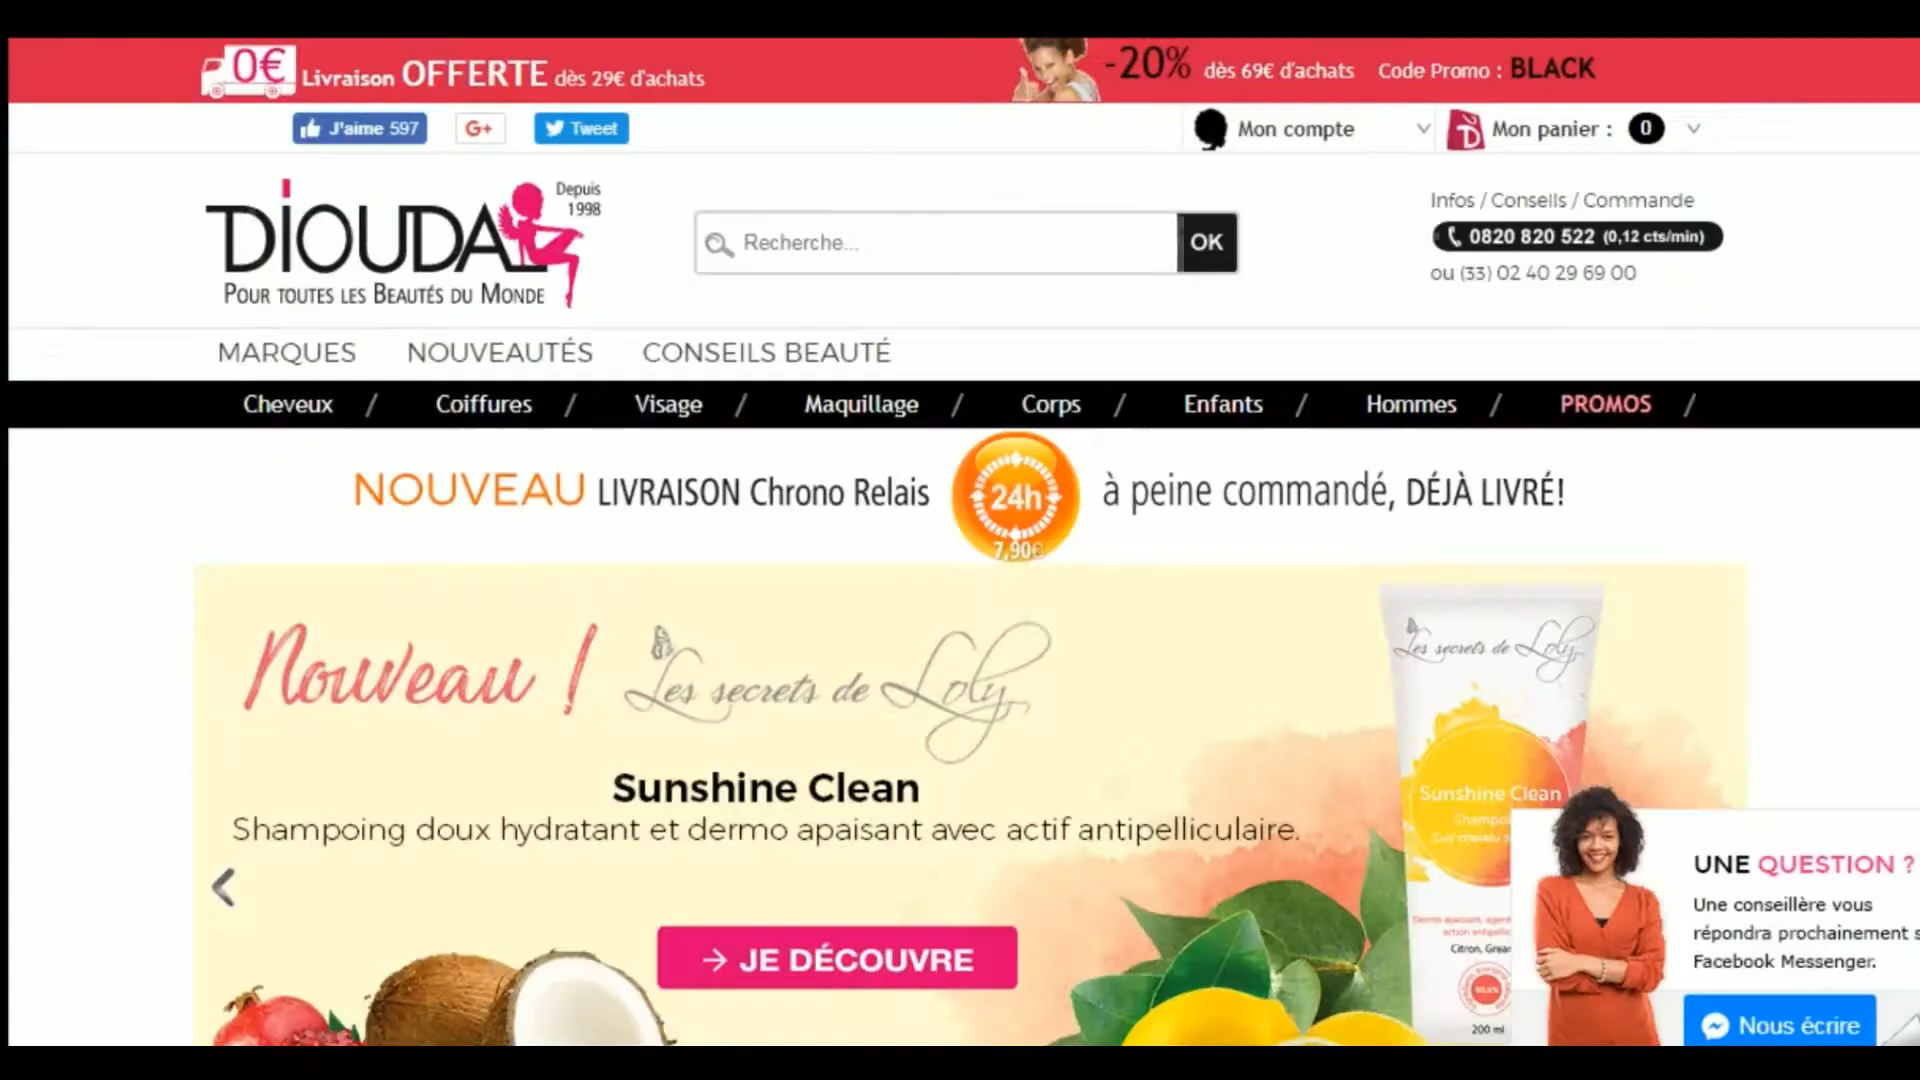 0€ Livraison OFFERTE dès 29€ d'achats
-20% dès 69€ d'achats Code Promo : BLACK
J'aime 597 G+ Tweet
Mon compte Mon panier : 0
DIOUDA Depuis 1998
POUR TOUTES LES BEAUTÉS DU MONDE
Recherche... OK
Infos / Conseils / Commande
0820 820 522 (0,12 cts/min)
ou (33) 02 40 29 69 00
MARQUES NOUVEAUTÉS CONSEILS BEAUTÉ
Cheveux / Coiffures / Visage / Maquillage / Corps / Enfants / Hommes / PROMOS /
NOUVEAU LIVRAISON Chrono Relais 24h à peine commandé, DÉJÀ LIVRÉ!
7,90€
Nouveau ! Les secrets de Loly
Sunshine Clean
Shampoing doux hydratant et dermo apaisant avec actif antipelliculaire.
→ JE DÉCOUVRE
Les secrets de Loly
Sunshine Clean
Citron,
200 ml
UNE QUESTION ?
Une conseillère vous
répondra prochainement s
Facebook Messenger.
Nous écrire